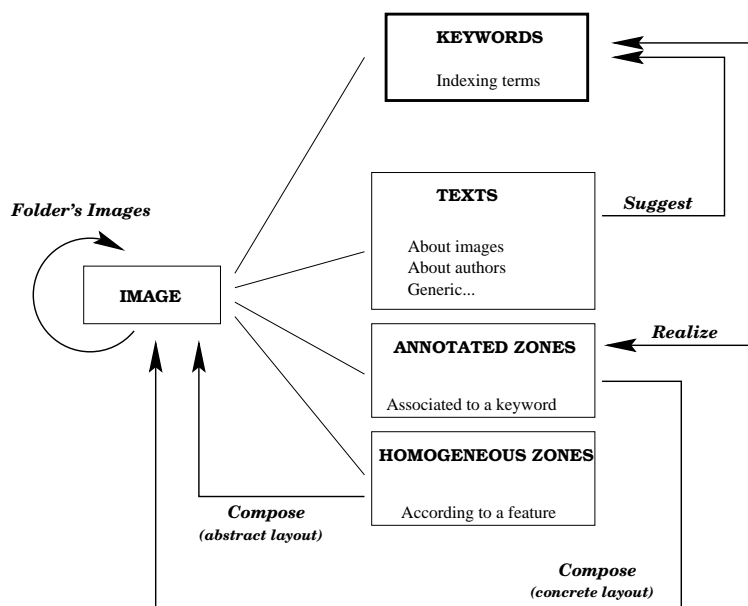 KEYWORDS
Indexing terms
TEXTS
About images
About authors
Generic...
Suggest
Folder's Images
IMAGE
ANNOTATED ZONES
Associated to a keyword
Realize
HOMOGENEOUS ZONES
According to a feature
Compose
(abstract layout)
Compose
(concrete layout)